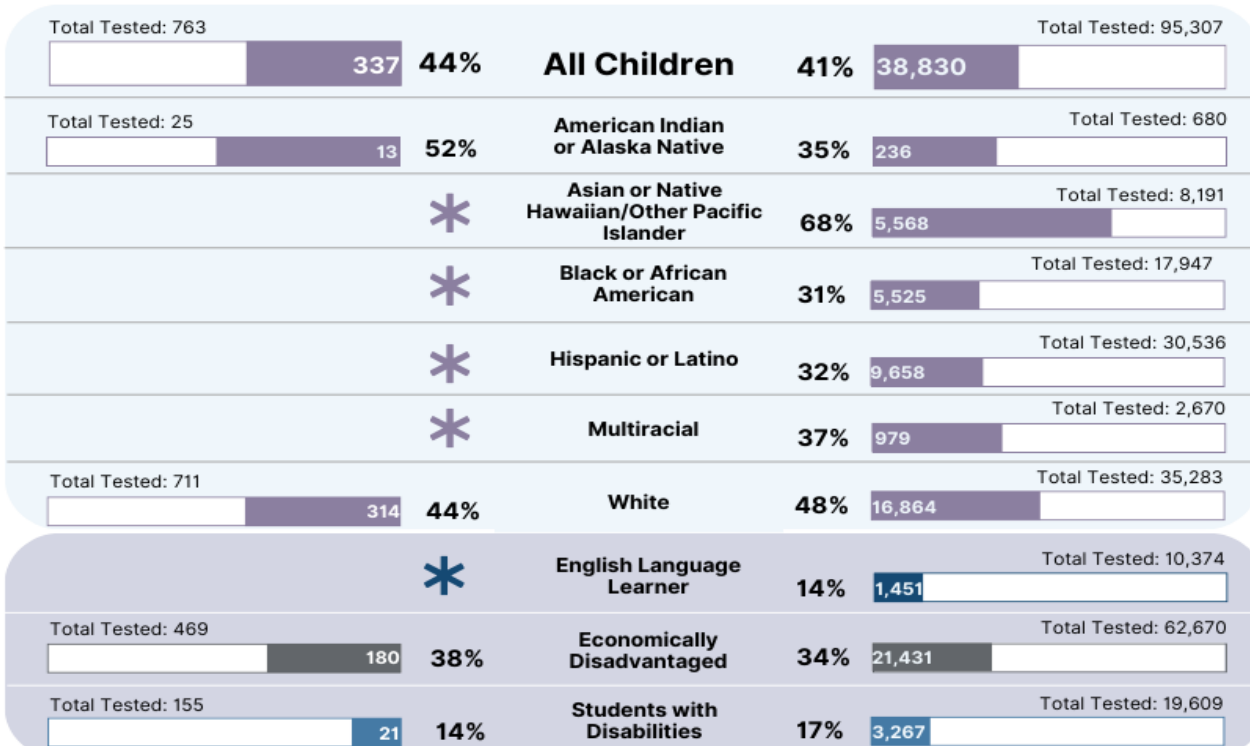 Total Tested: 763
Total Tested: 95,307
337 44% All Children 41% 38,830
Total Tested: 25
American Indian
or Alaska Native
Total Tested: 680
13 52% 35% 236
Asian or Native
Hawaiian/Other Pacific
Islander
Total Tested: 8,191
* 68% 5,568
Black or African
American
Total Tested: 17,947
* 31% 5,525
Total Tested: 30,536
* Hispanic or Latino 32% 9,658
Total Tested: 2,670
* Multiracial 37% 979
Total Tested: 711
Total Tested: 35,283
314 44% White 48% 16,864
English Language
Learner
Total Tested: 10,374
* 14% 1,451
Total Tested: 469
Economically
Disadvantaged
Total Tested: 62,670
180 38% 34% 21,431
Total Tested: 155
Students with
Disabilities
Total Tested: 19,609
21 14% 17% 3,267